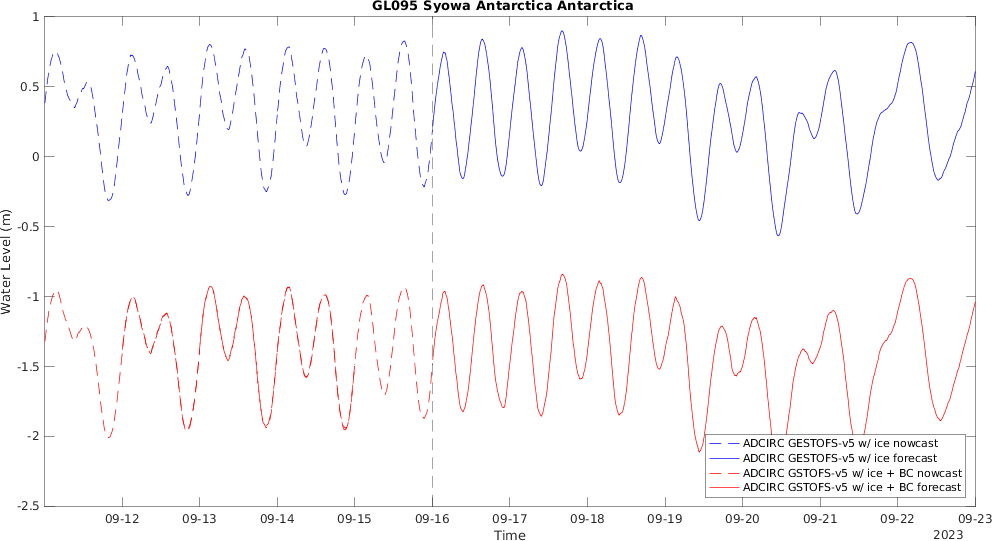 GL095 Syowa Antarctica Antarctica
1
0.5
0
-0.5
-1
-1.5
-2
-2.5
Water Level (m)
ADCIRC GESTOFS-v5 w/ ice nowcast
ADCIRC GESTOFS-v5 w/ ice forecast
ADCIRC GSTOFS-v5 w/ ice + BC nowcast
ADCIRC GSTOFS-v5 w/ ice + BC forecast
09-12 09-13 09-14 09-15 09-16 09-17 09-18 09-19 09-20 09-21 09-22 09-23
Time
2023